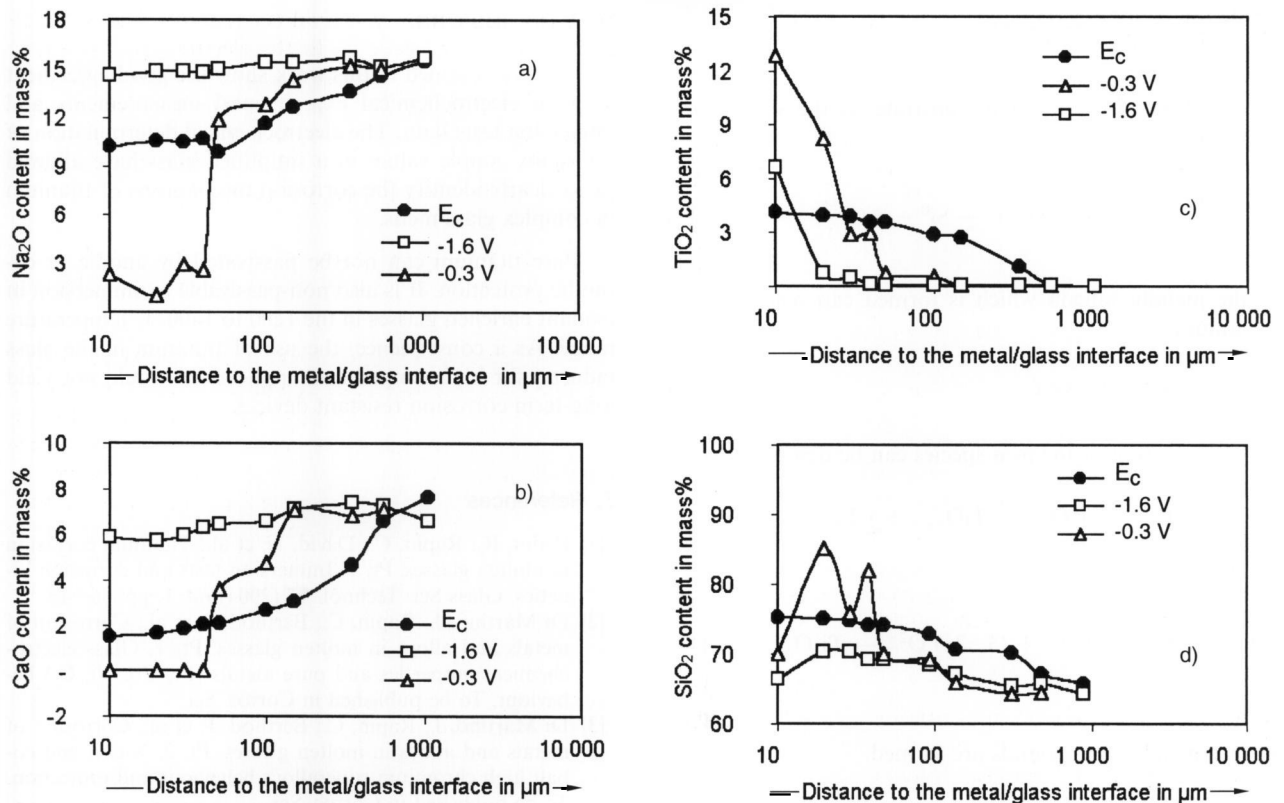 18
15
12
9
6
3
0
10
100
1000
10 000
Na₂O content in mass%
a)
E_C
-1.6 V
-0.3 V
Distance to the metal/glass interface in µm
15
12
9
6
3
10
100
1 000
10 000
TiO₂ content in mass%
c)
E_C
-0.3 V
-1.6 V
Distance to the metal/glass interface in µm
10
8
6
4
2
-2
10
100
1000
10 000
CaO content in mass%
b)
E_C
-1.6 V
-0.3 V
Distance to the metal/glass interface in µm
100
90
80
70
60
10
100
1 000
10 000
SiO₂ content in mass%
d)
E_C
-1.6 V
-0.3 V
Distance to the metal/glass interface in µm